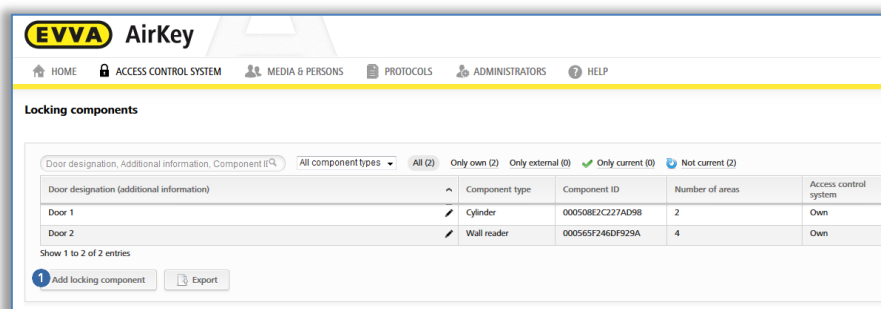 EVVA AirKey
HOME ACCESS CONTROL SYSTEM MEDIA & PERSONS PROTOCOLS ADMINISTRATORS ? HELP
Locking components
Door designation, Additional information, Component II All component types All (2) Only own (2) Only external (0) Only current (0) Not current (2)
Door designation (additional information) Component type Component ID Number of areas Access control
system
Door 1 Cylinder 000508E2C227AD98 2 Own
Door 2 Wall reader 000565F246DF929A 4 Own
Show 1 to 2 of 2 entries
1 Add locking component Export